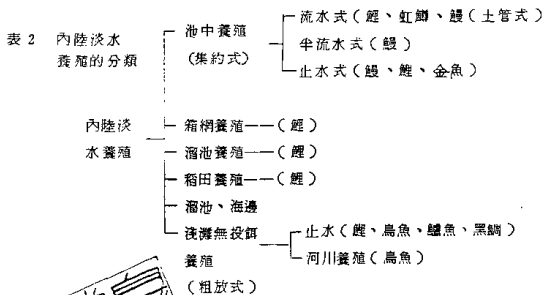 表 2 內陸淡水養殖的分類
內陸淡水養殖
池中養殖(集約式)
流水式(鯉、虹鱒、鰻(土管式)
半流水式(鰻)
止水式(鰻、鯉、金魚)
箱網養殖——(鯉)
溜池養殖——(鯉)
稻田養殖——(鯉)
溜池、海邊
淺灘無投餌養殖(粗放式)
止水(鯉、烏魚、鱸魚、黑鯛)
河川養殖(烏魚)